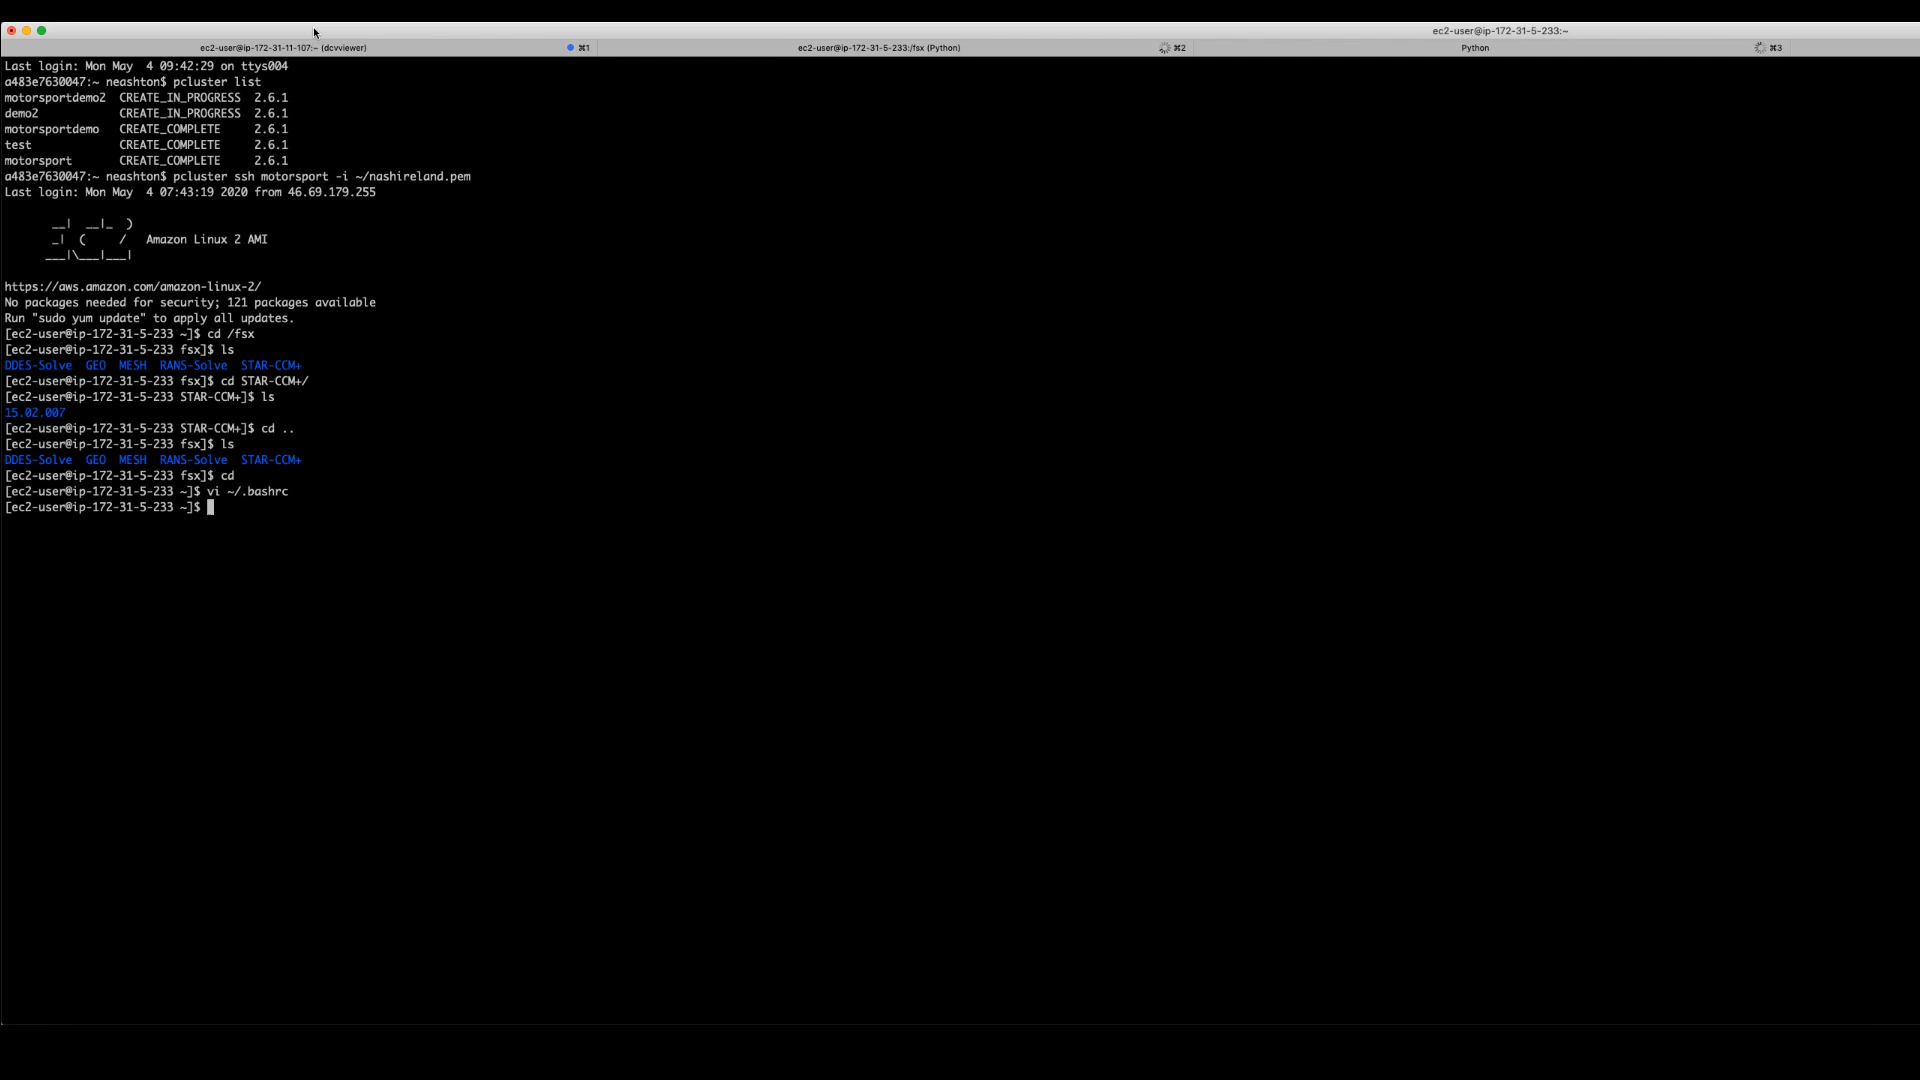 ec2-user@ip-172-31-5-233:~
ec2-user@ip-172-31-11-107:~ (dcvviewer) ⌘1 ec2-user@ip-172-31-5-233:/fsx (Python) ⌘2 Python ⌘3
Last login: Mon May  4 09:42:29 on ttys004
a483e7630047:~ neashton$ pcluster list
motorsportdemo2  CREATE_IN_PROGRESS  2.6.1
demo2            CREATE_IN_PROGRESS  2.6.1
motorsportdemo   CREATE_COMPLETE     2.6.1
test             CREATE_COMPLETE     2.6.1
motorsport       CREATE_COMPLETE     2.6.1
a483e7630047:~ neashton$ pcluster ssh motorsport -i ~/nashireland.pem
Last login: Mon May  4 07:43:19 2020 from 46.69.179.255
       __|  __|_  )
       _|  (     /   Amazon Linux 2 AMI
      ___|\___|___|
https://aws.amazon.com/amazon-linux-2/
No packages needed for security; 121 packages available
Run "sudo yum update" to apply all updates.
[ec2-user@ip-172-31-5-233 ~]$ cd /fsx
[ec2-user@ip-172-31-5-233 fsx]$ ls
DDES-Solve  GEO  MESH  RANS-Solve  STAR-CCM+
[ec2-user@ip-172-31-5-233 fsx]$ cd STAR-CCM+/
[ec2-user@ip-172-31-5-233 STAR-CCM+]$ ls
15.02.007
[ec2-user@ip-172-31-5-233 STAR-CCM+]$ cd ..
[ec2-user@ip-172-31-5-233 fsx]$ ls
DDES-Solve  GEO  MESH  RANS-Solve  STAR-CCM+
[ec2-user@ip-172-31-5-233 fsx]$ cd
[ec2-user@ip-172-31-5-233 ~]$ vi ~/.bashrc
[ec2-user@ip-172-31-5-233 ~]$